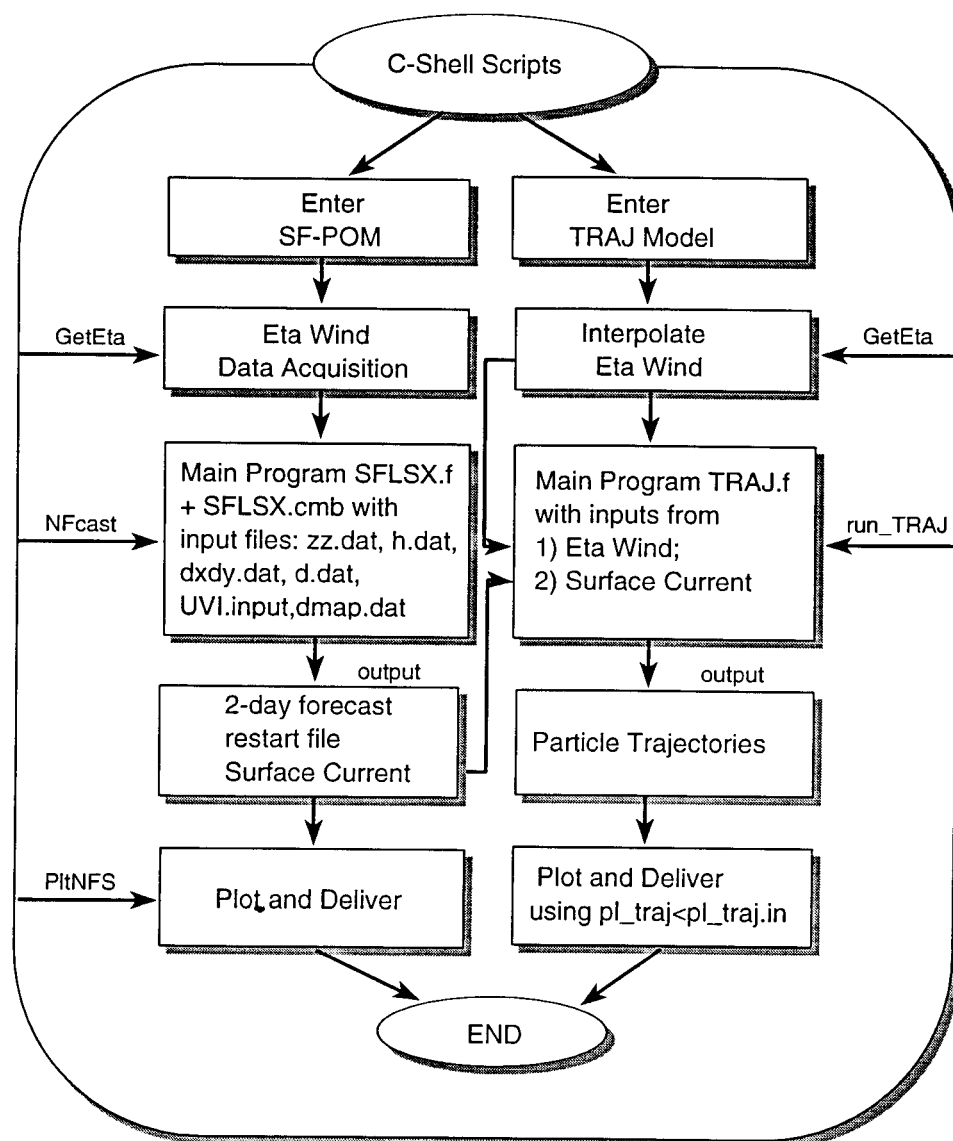 C-Shell Scripts
Enter
SF-POM
Enter
TRAJ Model
GetEta
Eta Wind
Data Acquisition
Interpolate
Eta Wind
GetEta
NFcast
Main Program SFLSX.f
+ SFLSX.cmb with
input files: zz.dat, h.dat,
dxdy.dat, d.dat,
UVI.input,dmap.dat
Main Program TRAJ.f
with inputs from
1) Eta Wind;
2) Surface Current
run_TRAJ
output
output
2-day forecast
restart file
Surface Current
Particle Trajectories
PltNFS
Plot and Deliver
Plot and Deliver
using pl_traj<pl_traj.in
END